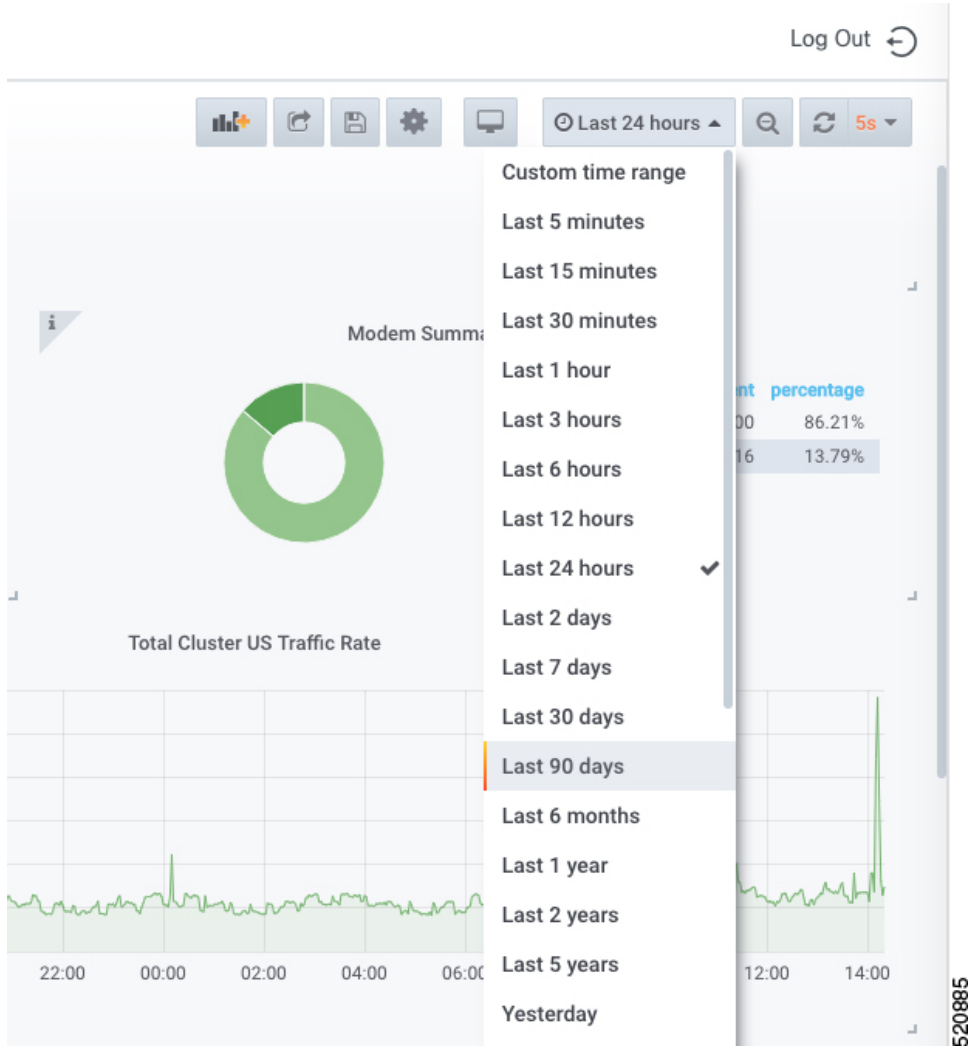 Log Out
Last 24 hours
5s
Custom time range
Last 5 minutes
Last 15 minutes
Last 30 minutes
Last 1 hour
Last 3 hours
Last 6 hours
Last 12 hours
Last 24 hours
Last 2 days
Last 7 days
Last 30 days
Last 90 days
Last 6 months
Last 1 year
Last 2 years
Last 5 years
Yesterday
i
Modem Summa
nt percentage
00 86.21%
16 13.79%
Total Cluster US Traffic Rate
22:00 00:00 02:00 04:00 06:00 12:00 14:00
520885